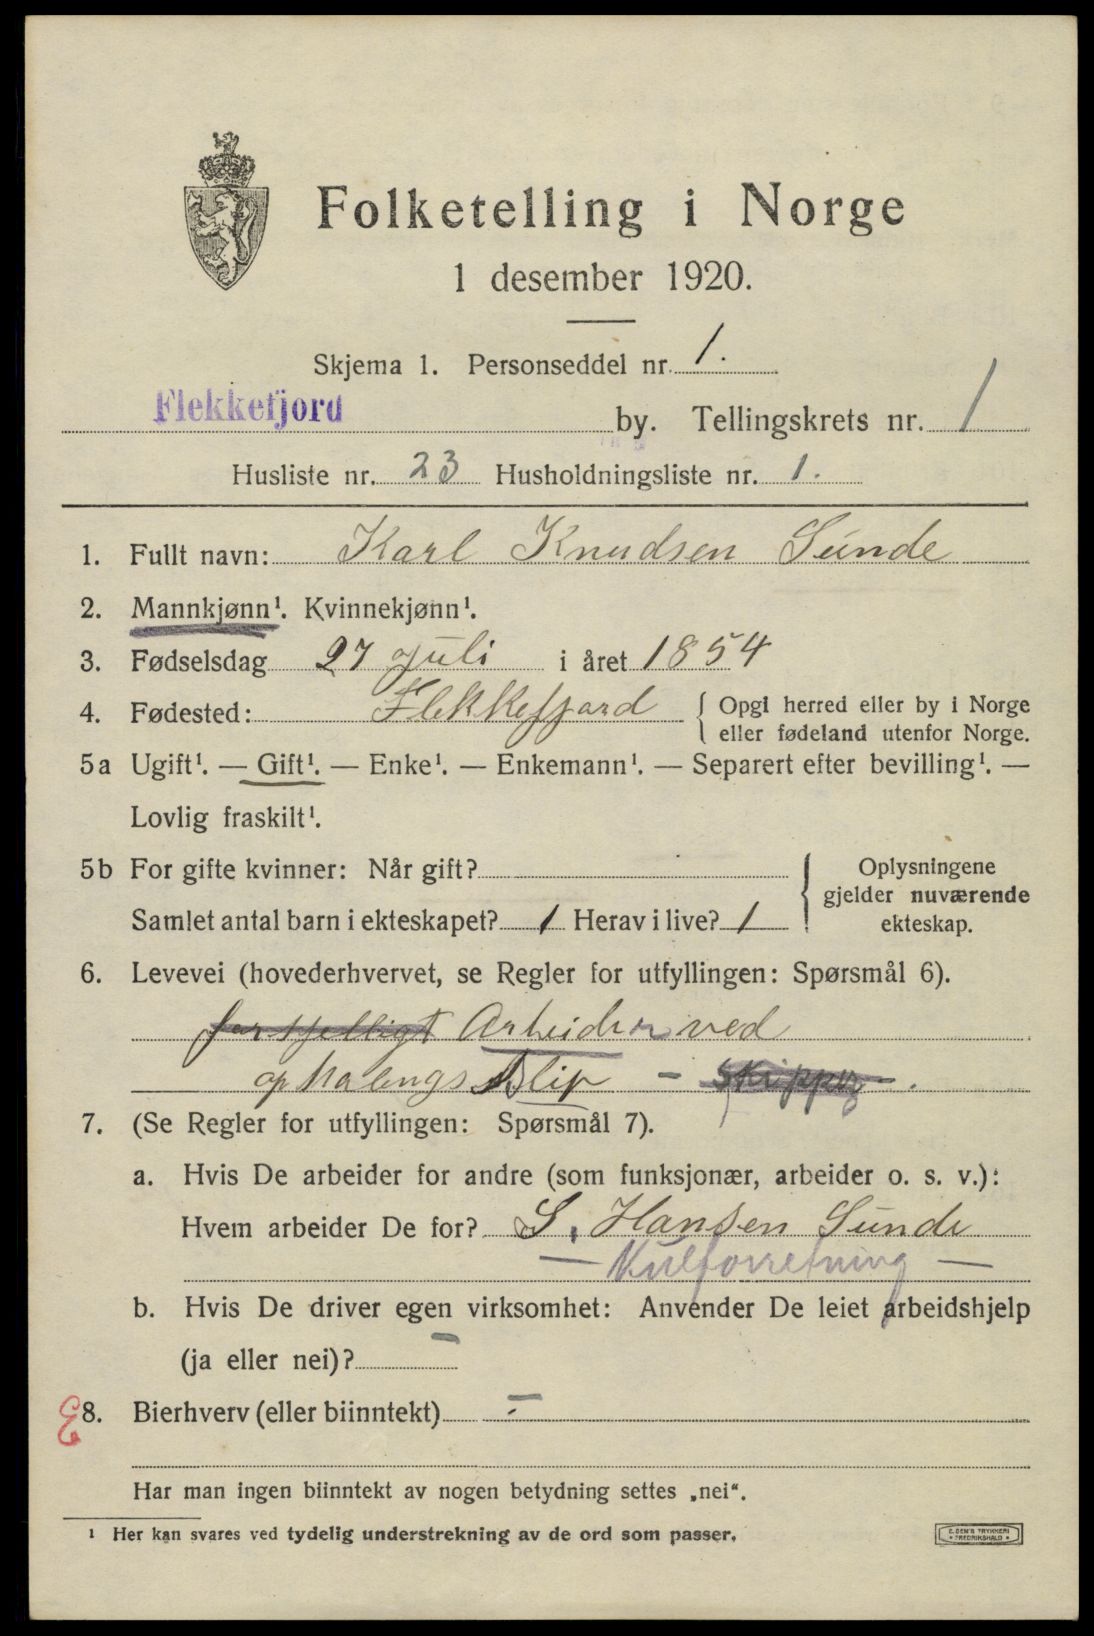 Folketelling i Norge
1 desember 1920.
Skjema 1. Personseddel nr. 1.
Flekkefjord by. Tellingskrets nr. 1
Husliste nr. 23 Husholdningsliste nr. 1.
1. Fullt navn: Karl Knudsen Sunde
2. Mannkjønn¹. Kvinnekjønn¹.
3. Fødselsdag 27 juli i året 1854
4. Fødested: Flekkefjord { Opgi herred eller by i Norge
eller fødeland utenfor Norge.
5a Ugift¹. — Gift¹. — Enke¹. — Enkemann¹. — Separert efter bevilling¹. —
Lovlig fraskilt¹.
5b For gifte kvinner: Når gift?
Samlet antal barn i ekteskapet? 1 Herav i live? 1
Oplysningene
gjelder nuværende
ekteskap.
6. Levevei (hovederhvervet, se Regler for utfyllingen: Spørsmål 6).
forskjelligt Arbeider ved
ophalings Slip - Skipper - .
7. (Se Regler for utfyllingen: Spørsmål 7).
a. Hvis De arbeider for andre (som funksjonær, arbeider o. s. v.):
Hvem arbeider De for? S. Hansen Sunde
— Kulforretning —
b. Hvis De driver egen virksomhet: Anvender De leiet arbeidshjelp
(ja eller nei)? -
8. Bierhverv (eller biinntekt) -
Har man ingen biinntekt av nogen betydning settes „nei“.
¹ Her kan svares ved tydelig understrekning av de ord som passer.
E. SEM'S TRYKKERI
• FREDRIKSHALD •